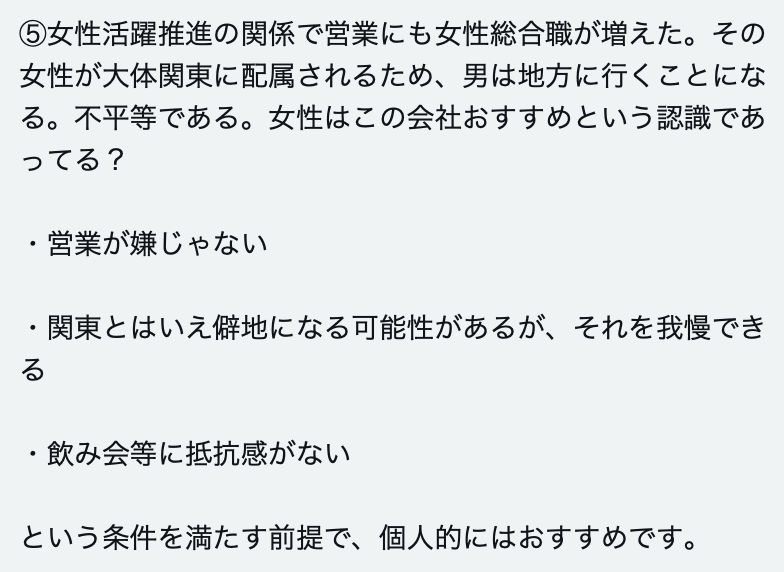 ⑤女性活躍推進の関係で営業にも女性総合職が増えた。その
女性が大体関東に配属されるため、男は地方に行くことにな
る。不平等である。女性はこの会社おすすめという認識であ
ってる？
・営業が嫌じゃない
・関東とはいえ僻地になる可能性があるが、それを我慢でき
る
・飲み会等に抵抗感がない
という条件を満たす前提で、個人的にはおすすめです。